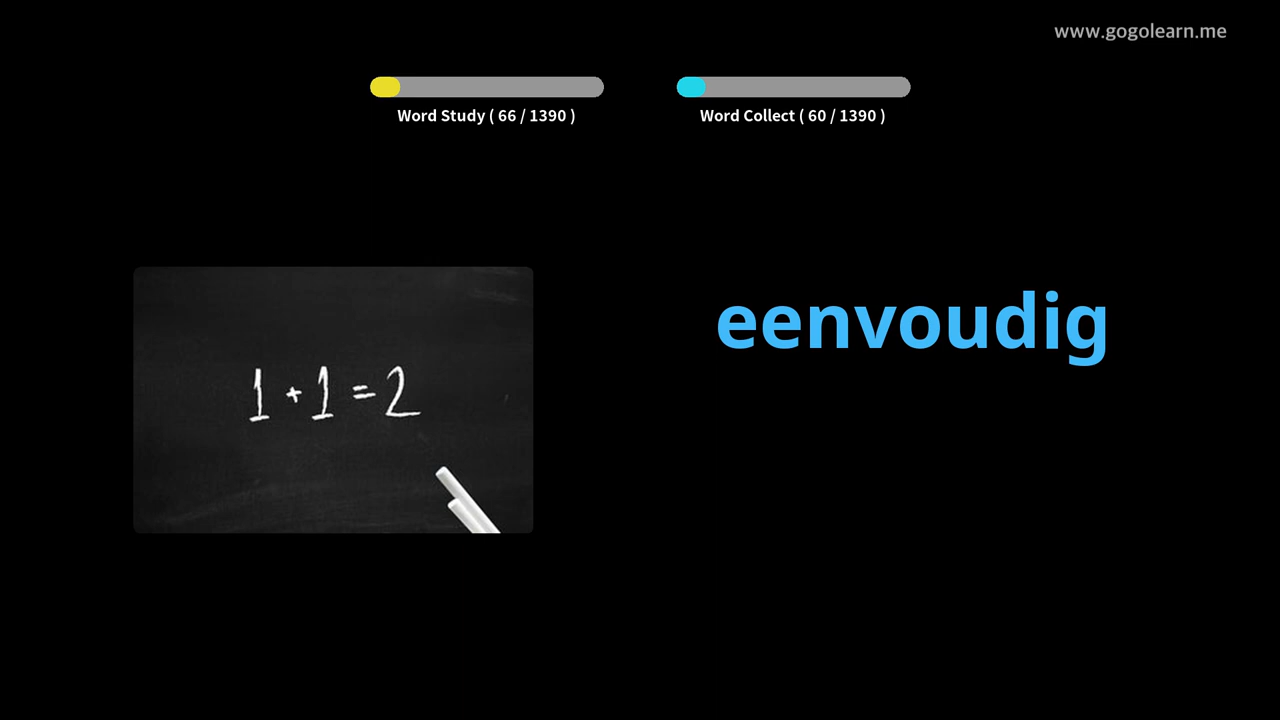 www.gogolearn.me
Word Study ( 66 / 1390 )
Word Collect ( 60 / 1390 )
1 + 1 = 2
eenvoudig